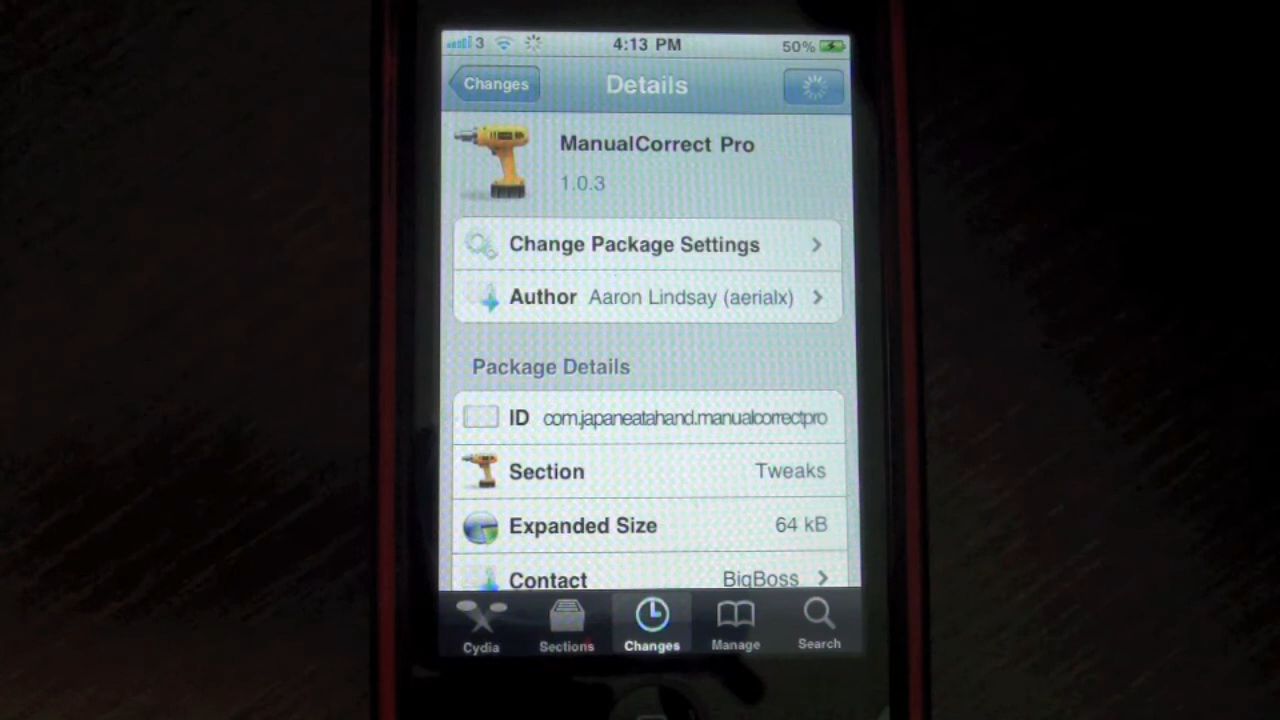 3 4:13 PM 50%
Changes Details
ManualCorrect Pro
1.0.3
Change Package Settings
Author Aaron Lindsay (aerialx)
Package Details
ID com.japaneatahand.manualcorrectpro
Section Tweaks
Expanded Size 64 kB
Contact BigBoss
Cydia Sections Changes Manage Search